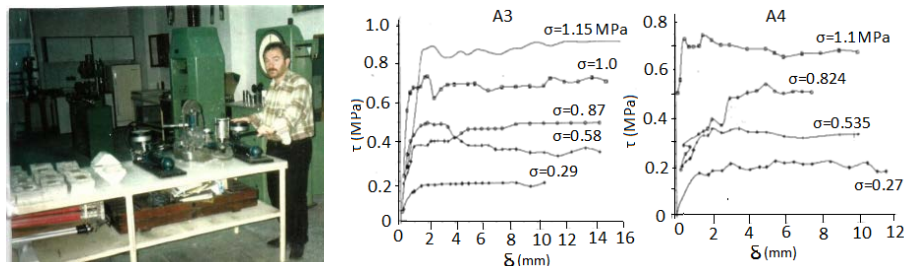 A3
τ (MPa)
1.0
0.8
0.6
0.4
0.2
0
σ=1.15 MPa
σ=1.0
σ=0.87
σ=0.58
σ=0.29
0 2 4 6 8 10 12 14 16
δ (mm)
A4
τ (MPa)
0.8
0.6
0.4
0.2
0
σ=1.1MPa
σ=0.824
σ=0.535
σ=0.27
0 2 4 6 8 10 12
δ (mm)